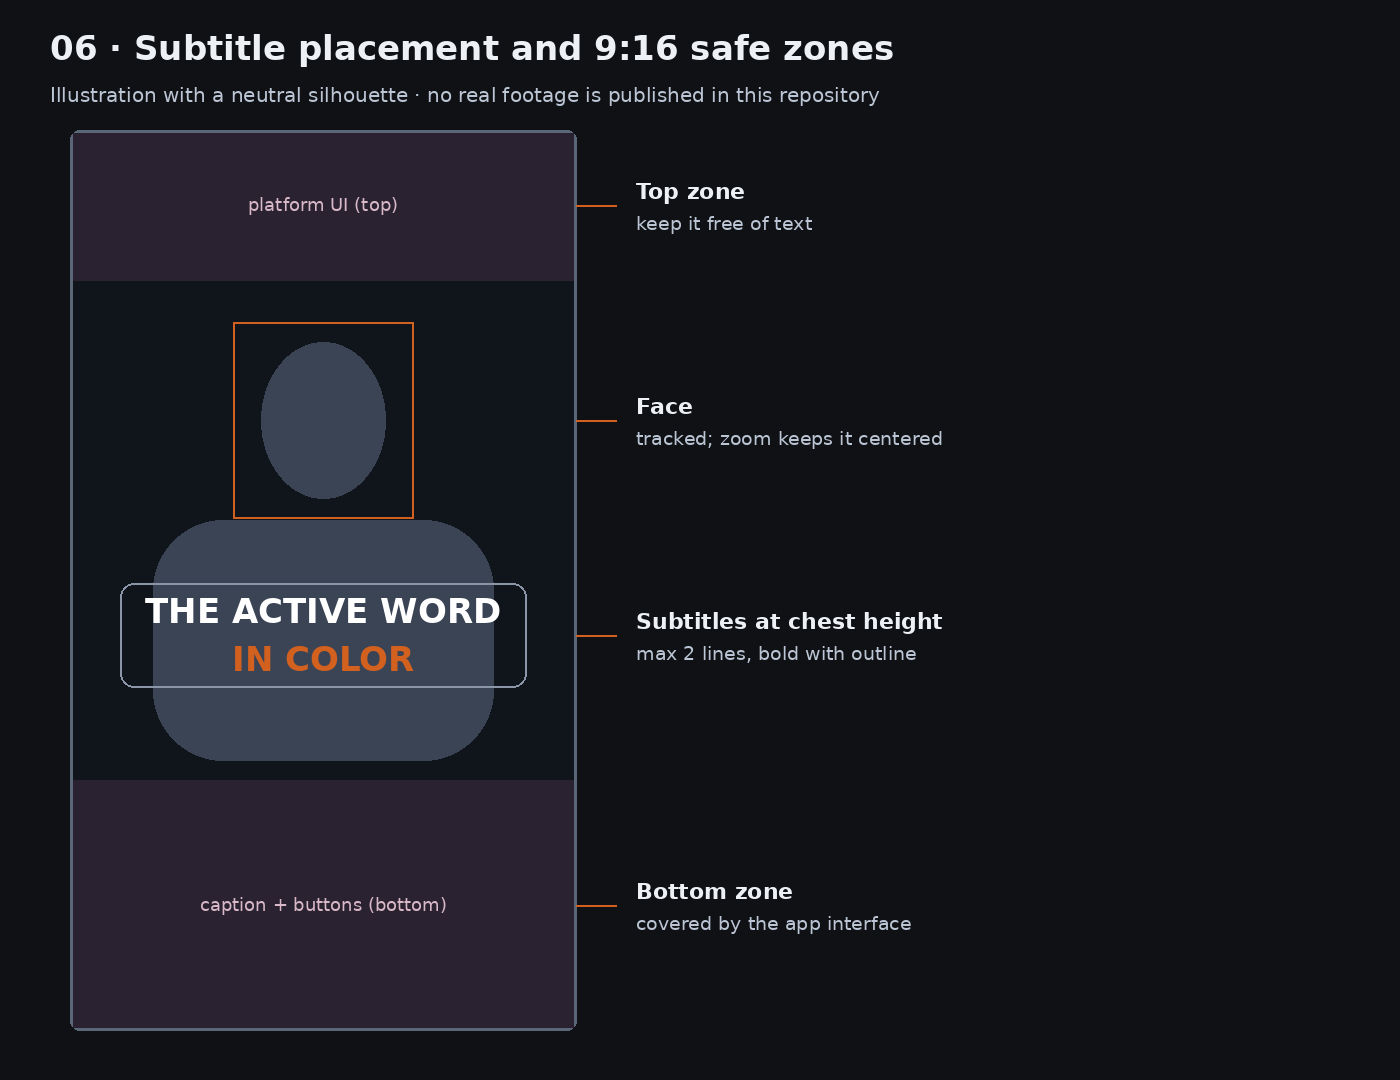 06 · Subtitle placement and 9:16 safe zones
Illustration with a neutral silhouette · no real footage is published in this repository
platform UI (top)
Top zone
keep it free of text
Face
tracked; zoom keeps it centered
THE ACTIVE WORD
IN COLOR
Subtitles at chest height
max 2 lines, bold with outline
caption + buttons (bottom)
Bottom zone
covered by the app interface